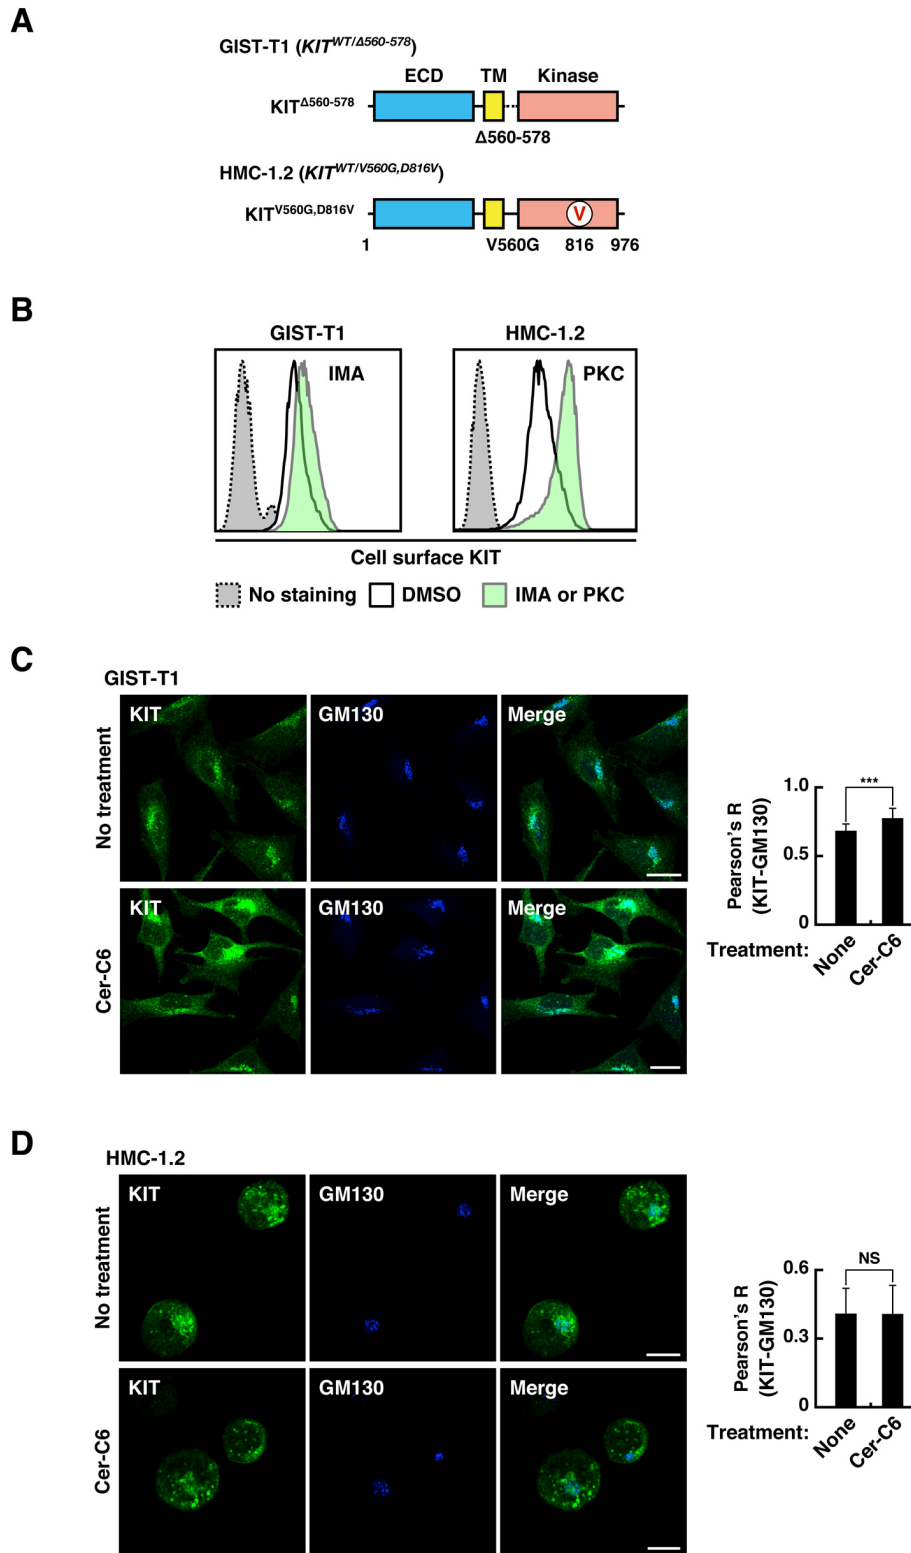 A
GIST-T1 (KIT^WT/Δ560-578)
ECD TM Kinase
KIT^Δ560-578
Δ560-578
HMC-1.2 (KIT^WT/V560G,D816V)
KIT^V560G,D816V
V
1 V560G 816 976
B
GIST-T1 HMC-1.2
IMA PKC
Cell surface KIT
No staining DMSO IMA or PKC
C
GIST-T1
No treatment
KIT GM130 Merge
Cer-C6
KIT GM130 Merge
Pearson's R
(KIT-GM130)
1.0
0.5
0
***
Treatment: None Cer-C6
D
HMC-1.2
No treatment
KIT GM130 Merge
Cer-C6
KIT GM130 Merge
Pearson's R
(KIT-GM130)
0.6
0.3
0
NS
Treatment: None Cer-C6